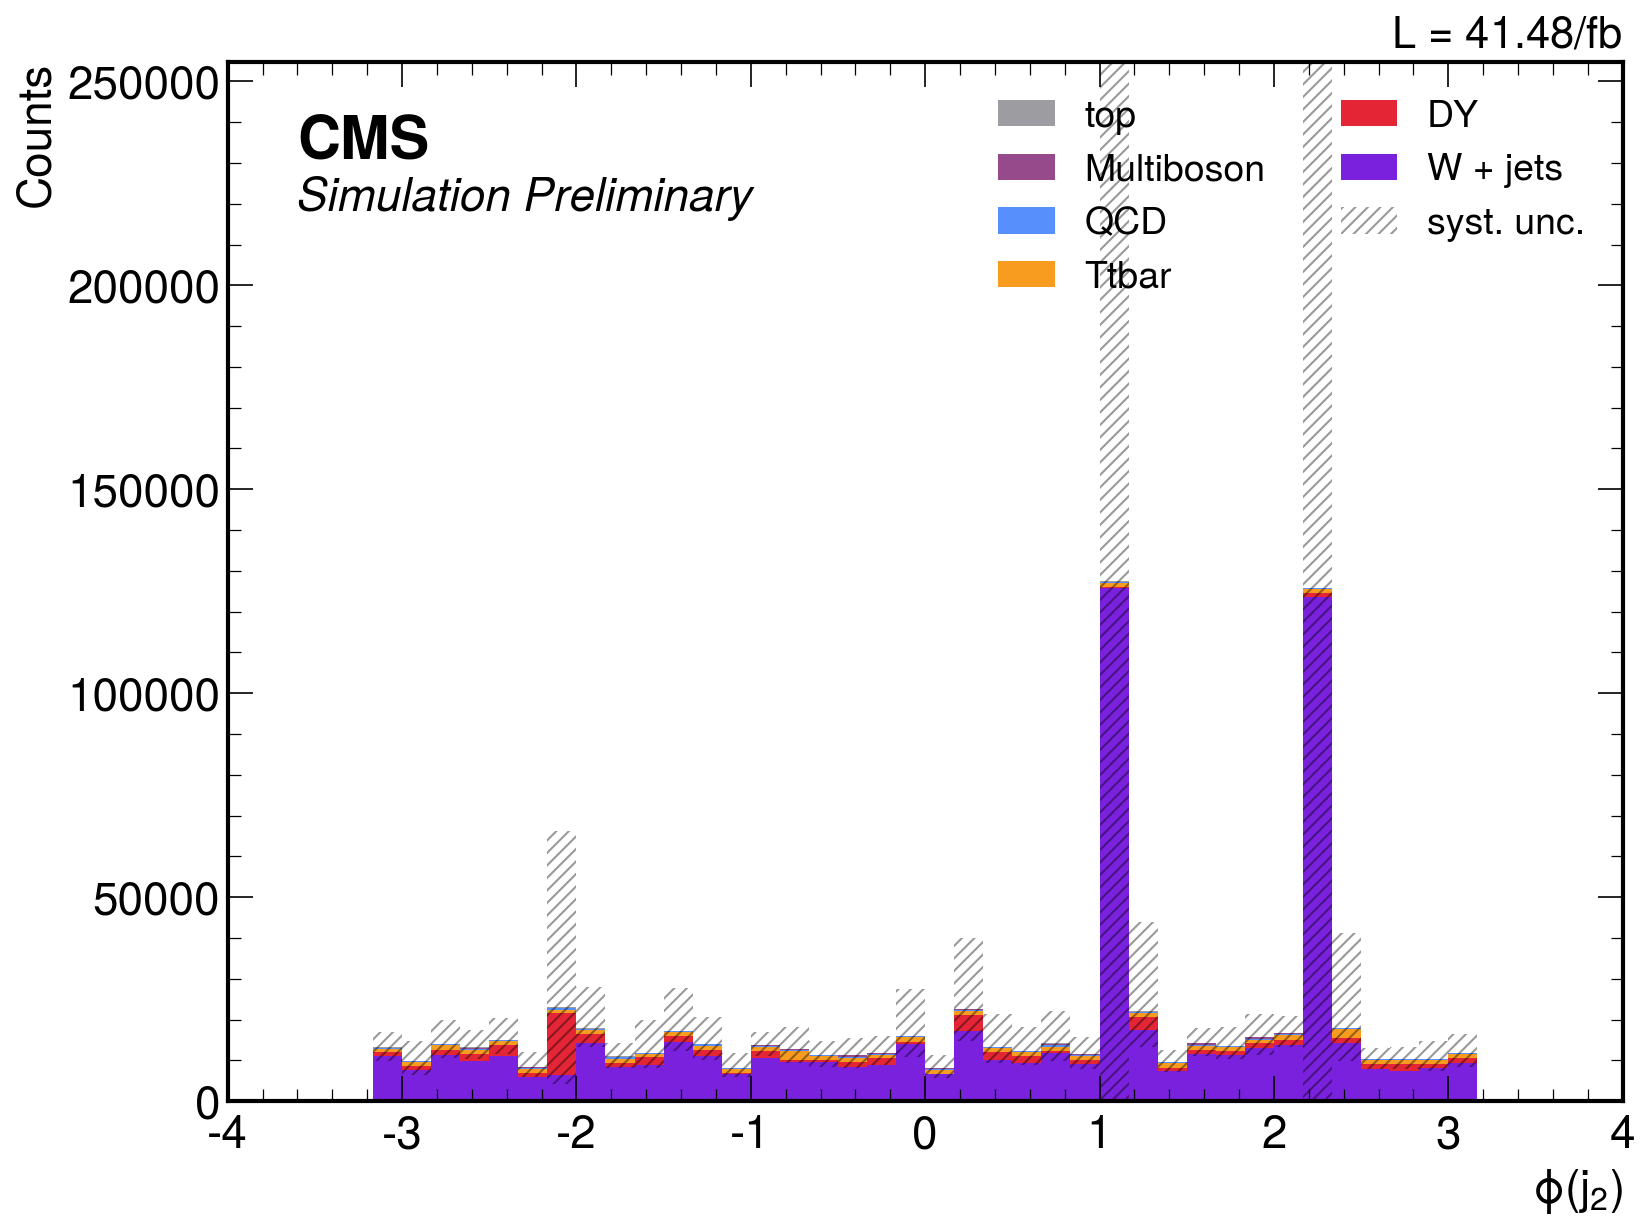 L = 41.48/fb
Counts
250000
200000
150000
100000
50000
0
CMS
Simulation Preliminary
top
Multiboson
QCD
Ttbar
DY
W + jets
syst. unc.
-4 -3 -2 -1 0 1 2 3 4
ϕ(j₂)